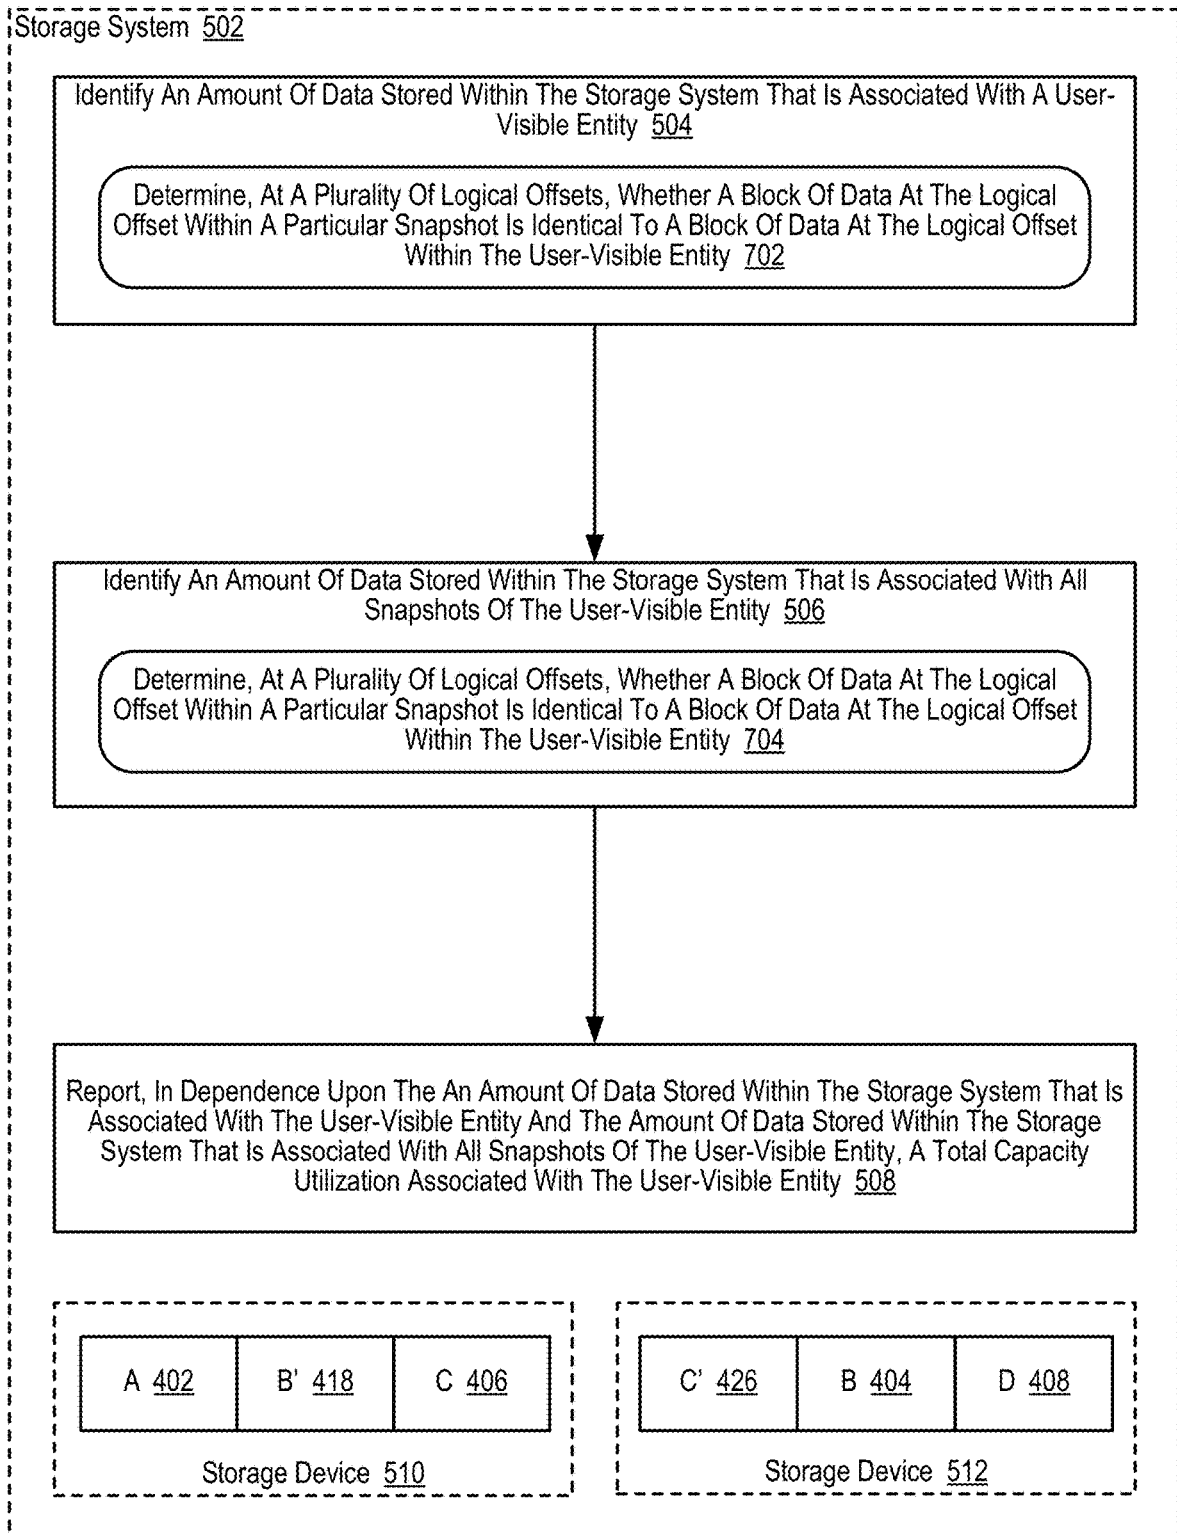 Storage System 502
Identify An Amount Of Data Stored Within The Storage System That Is Associated With A User-
Visible Entity 504
Determine, At A Plurality Of Logical Offsets, Whether A Block Of Data At The Logical
Offset Within A Particular Snapshot Is Identical To A Block Of Data At The Logical Offset
Within The User-Visible Entity 702
Identify An Amount Of Data Stored Within The Storage System That Is Associated With All
Snapshots Of The User-Visible Entity 506
Determine, At A Plurality Of Logical Offsets, Whether A Block Of Data At The Logical
Offset Within A Particular Snapshot Is Identical To A Block Of Data At The Logical Offset
Within The User-Visible Entity 704
Report, In Dependence Upon The An Amount Of Data Stored Within The Storage System That Is
Associated With The User-Visible Entity And The Amount Of Data Stored Within The Storage
System That Is Associated With All Snapshots Of The User-Visible Entity, A Total Capacity
Utilization Associated With The User-Visible Entity 508
A 402
B' 418
C 406
Storage Device 510
C' 426
B 404
D 408
Storage Device 512